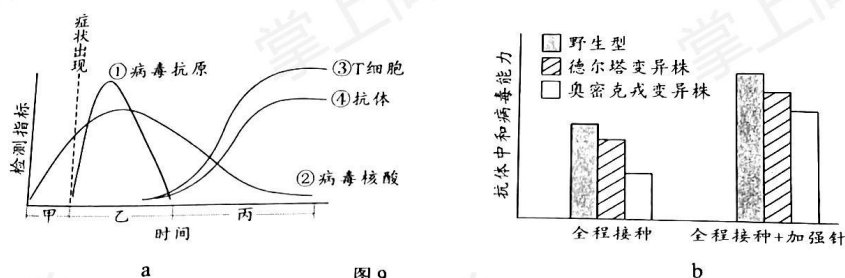 症状出现
①病毒抗原
③T细胞
④抗体
②病毒核酸
检测指标
甲
乙
丙
时间
a
图9
野生型
德尔塔变异株
奥密克戎变异株
抗体中和病毒能力
全程接种
全程接种+加强针
b